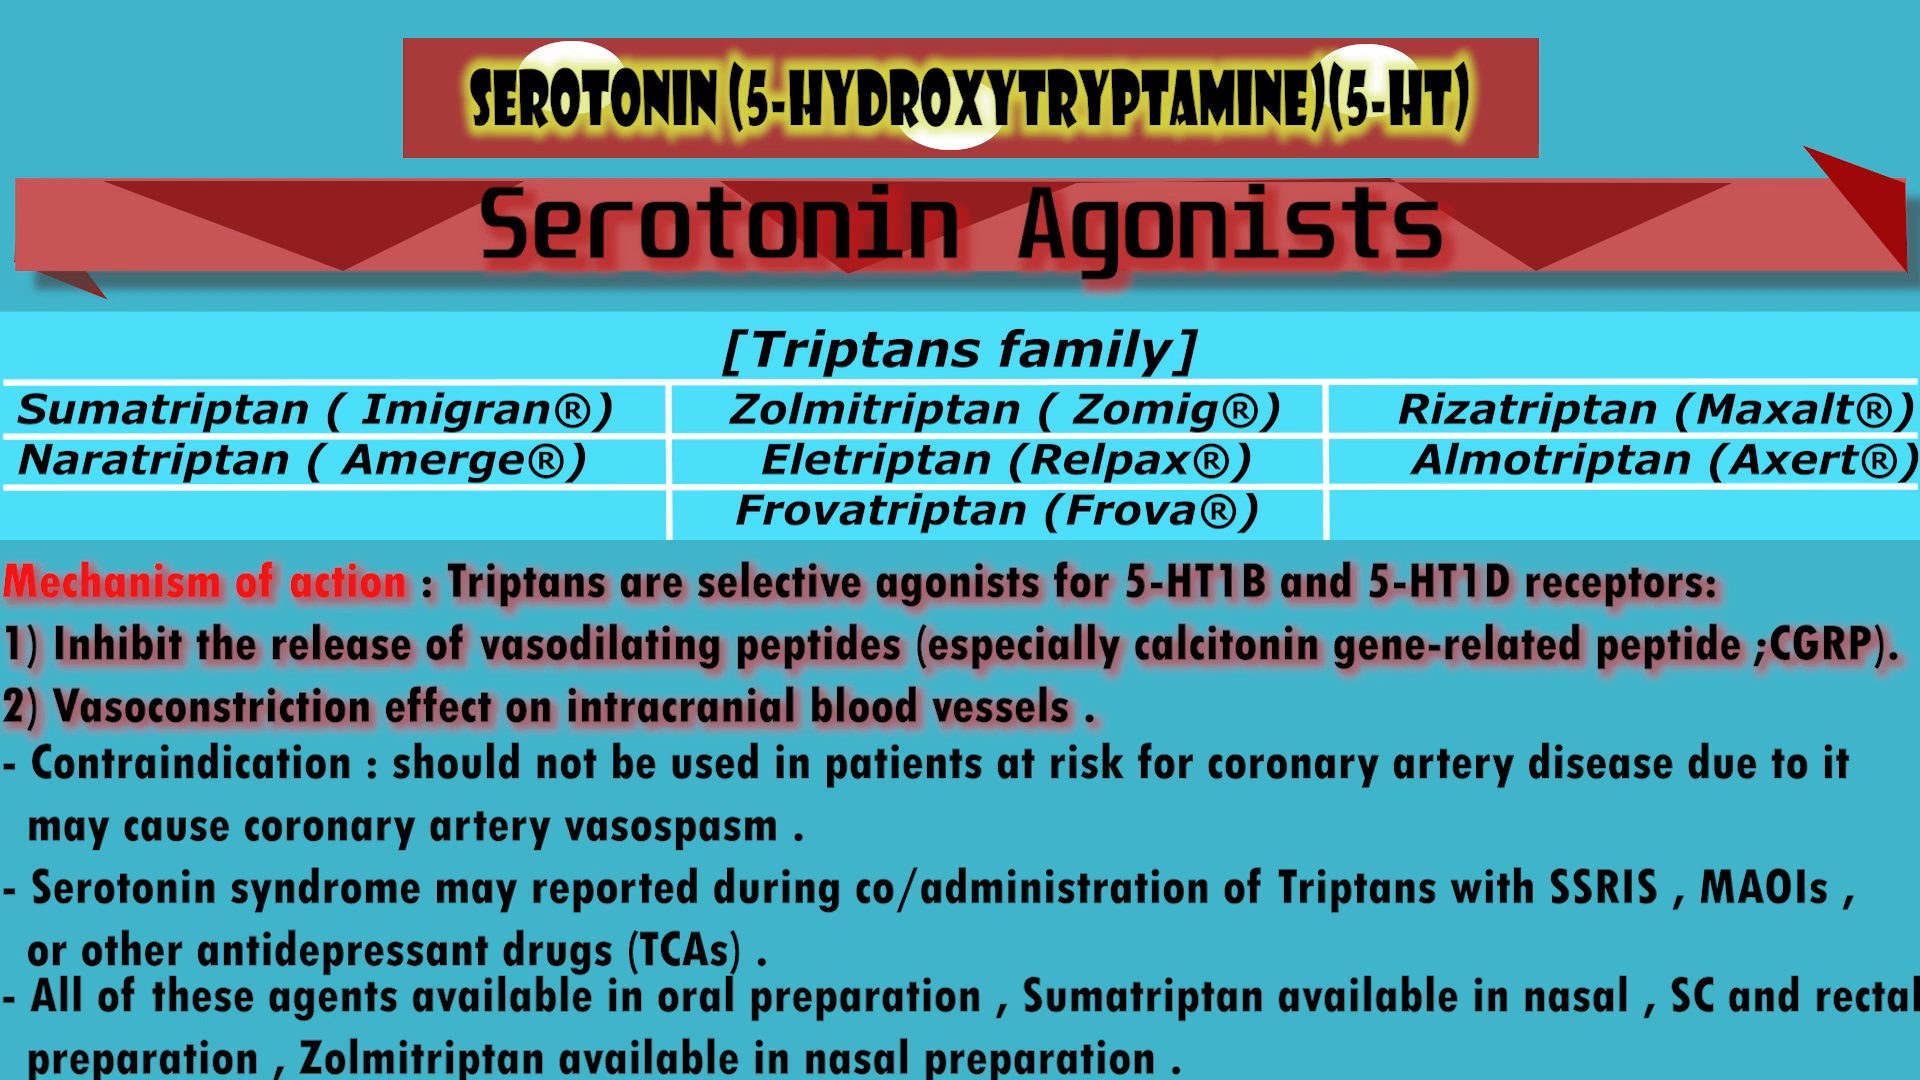 SEROTONIN (5-HYDROXYTRYPTAMINE)(5-HT)
Serotonin Agonists
[Triptans family]
Sumatriptan ( Imigran®) Zolmitriptan ( Zomig®) Rizatriptan (Maxalt®)
Naratriptan ( Amerge®) Eletriptan (Relpax®) Almotriptan (Axert®)
Frovatriptan (Frova®)
Mechanism of action : Triptans are selective agonists for 5-HT1B and 5-HT1D receptors:
1) Inhibit the release of vasodilating peptides (especially calcitonin gene-related peptide ;CGRP).
2) Vasoconstriction effect on intracranial blood vessels .
- Contraindication : should not be used in patients at risk for coronary artery disease due to it
may cause coronary artery vasospasm .
- Serotonin syndrome may reported during co/administration of Triptans with SSRIS , MAOIs ,
or other antidepressant drugs (TCAs) .
- All of these agents available in oral preparation , Sumatriptan available in nasal , SC and rectal
preparation , Zolmitriptan available in nasal preparation .